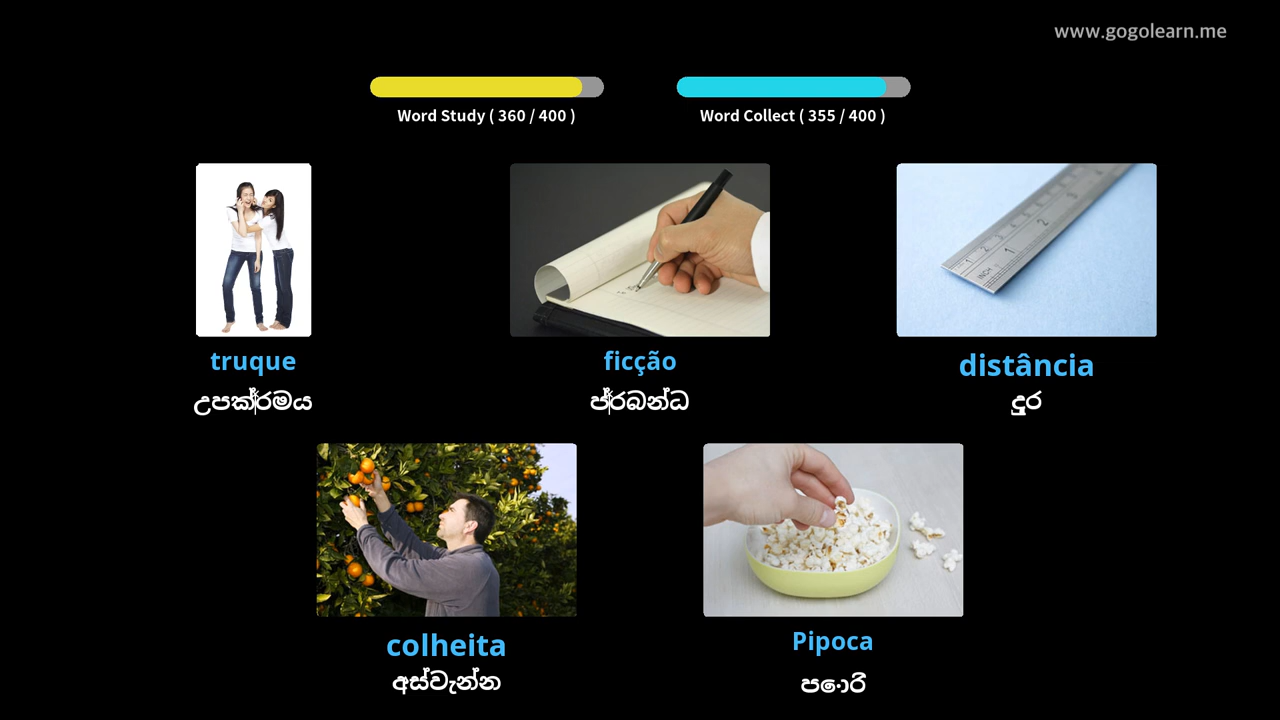 www.gogolearn.me
Word Study ( 360 / 400 )
Word Collect ( 355 / 400 )
truque
ficção
distância
උපක්‍රමය
ප්‍රබන්ධ
දුර
colheita
Pipoca
අස්වැන්න
පෝරි